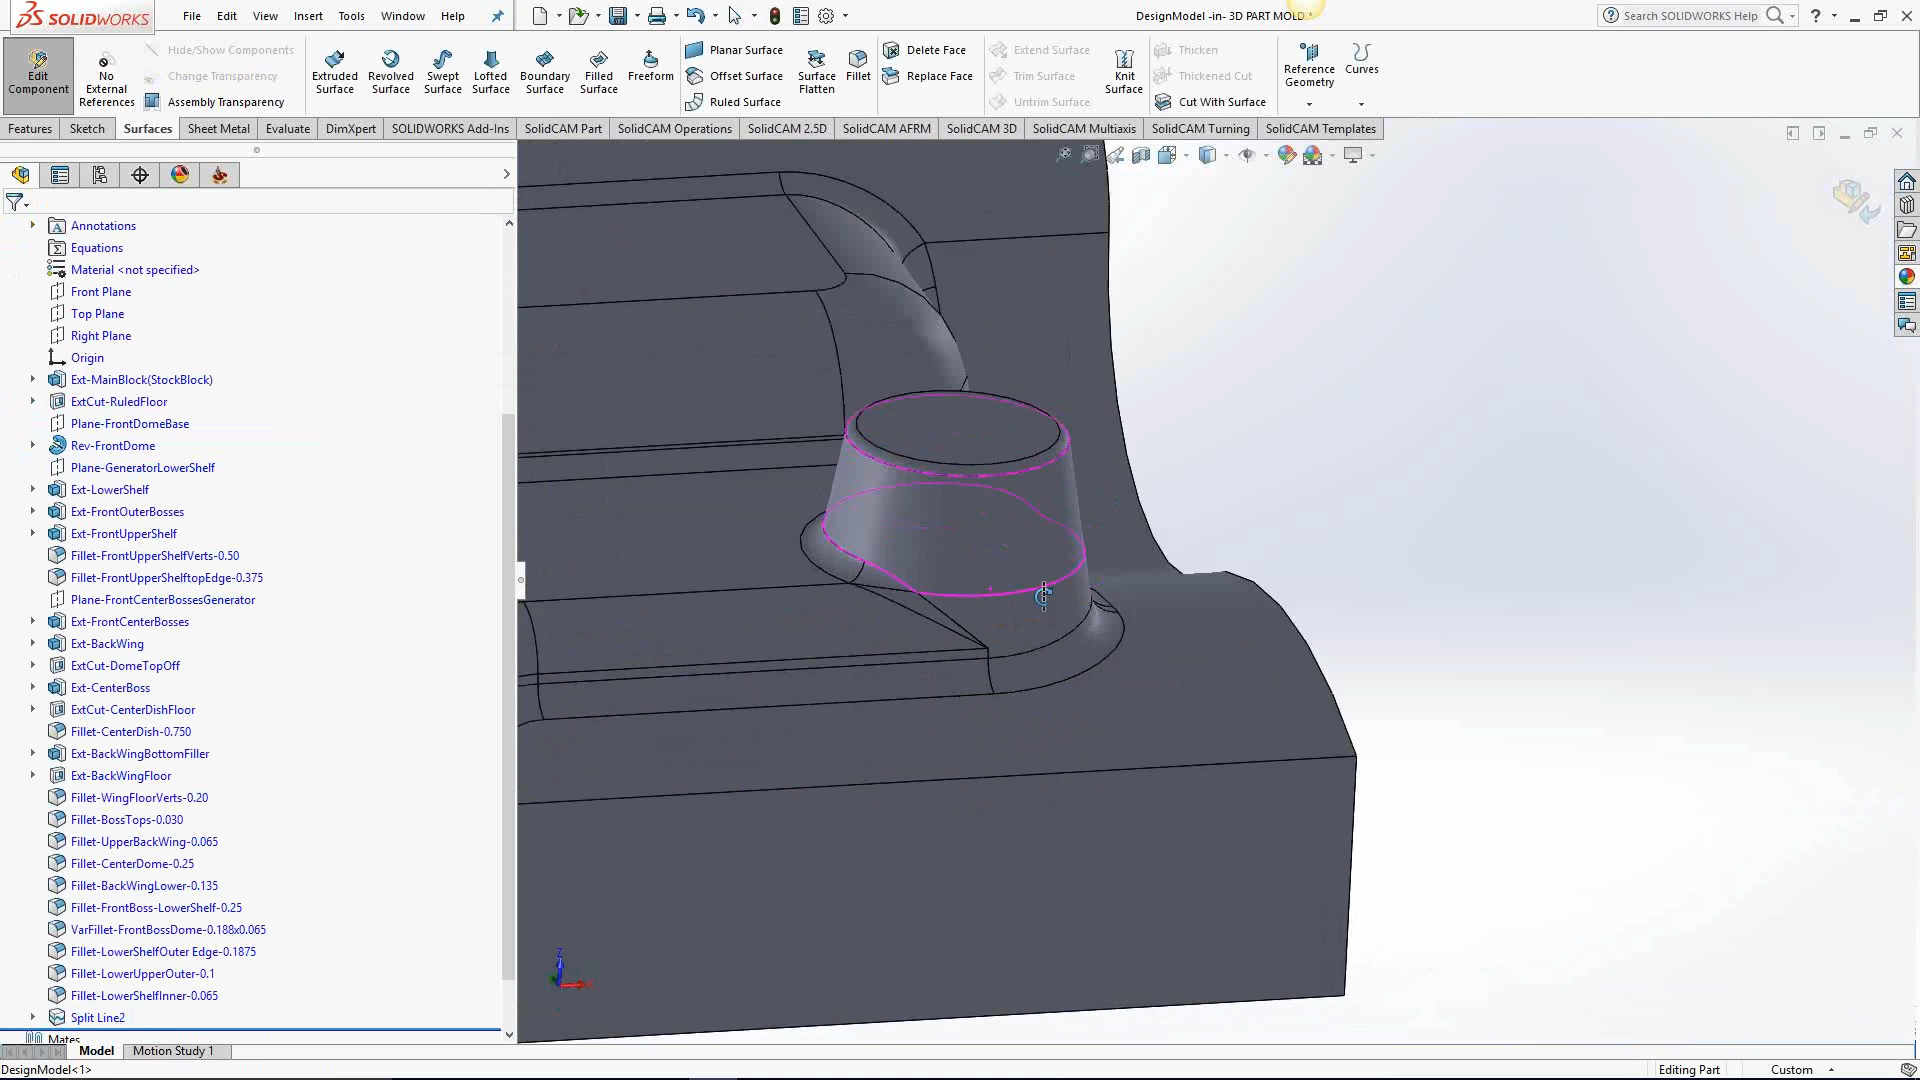 SOLIDWORKS File Edit View Insert Tools Window Help DesignModel -in- 3D PART MOLD * Search SOLIDWORKS Help
Edit Component
No External References
Hide/Show Components
Change Transparency
Assembly Transparency
Extruded Surface
Revolved Surface
Swept Surface
Lofted Surface
Boundary Surface
Filled Surface
Freeform
Planar Surface
Offset Surface
Ruled Surface
Surface Flatten
Fillet
Delete Face
Replace Face
Extend Surface
Trim Surface
Untrim Surface
Knit Surface
Thicken
Thickened Cut
Cut With Surface
Reference Geometry
Curves
Features Sketch Surfaces Sheet Metal Evaluate DimXpert SOLIDWORKS Add-Ins SolidCAM Part SolidCAM Operations SolidCAM 2.5D SolidCAM AFRM SolidCAM 3D SolidCAM Multiaxis SolidCAM Turning SolidCAM Templates
Annotations
Equations
Material <not specified>
Front Plane
Top Plane
Right Plane
Origin
Ext-MainBlock(StockBlock)
ExtCut-RuledFloor
Plane-FrontDomeBase
Rev-FrontDome
Plane-GeneratorLowerShelf
Ext-LowerShelf
Ext-FrontOuterBosses
Ext-FrontUpperShelf
Fillet-FrontUpperShelfVerts-0.50
Fillet-FrontUpperShelftopEdge-0.375
Plane-FrontCenterBossesGenerator
Ext-FrontCenterBosses
Ext-BackWing
ExtCut-DomeTopOff
Ext-CenterBoss
ExtCut-CenterDishFloor
Fillet-CenterDish-0.750
Ext-BackWingBottomFiller
Ext-BackWingFloor
Fillet-WingFloorVerts-0.20
Fillet-BossTops-0.030
Fillet-UpperBackWing-0.065
Fillet-CenterDome-0.25
Fillet-BackWingLower-0.135
Fillet-FrontBoss-LowerShelf-0.25
VarFillet-FrontBossDome-0.188x0.065
Fillet-LowerShelfOuter Edge-0.1875
Fillet-LowerUpperOuter-0.1
Fillet-LowerShelfInner-0.065
Split Line2
Mates
Z
Model Motion Study 1
DesignModel<1> Editing Part Custom